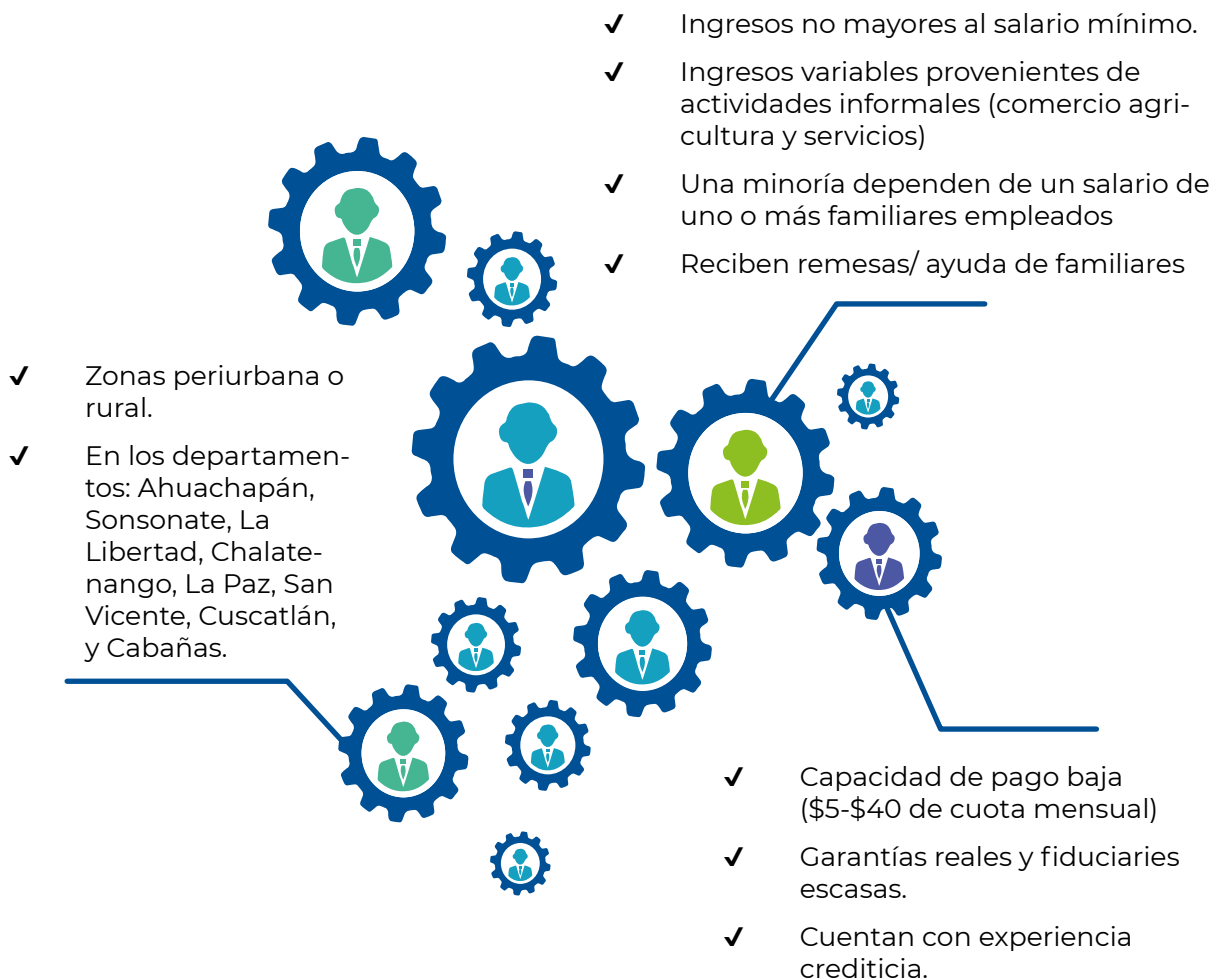 ✔ Ingresos no mayores al salario mínimo.
✔ Ingresos variables provenientes de
actividades informales (comercio agri-
cultura y servicios)
✔ Una minoría dependen de un salario de
uno o más familiares empleados
✔ Reciben remesas/ ayuda de familiares
✔ Zonas periurbana o
rural.
✔ En los departamen-
tos: Ahuachapán,
Sonsonate, La
Libertad, Chalate-
nango, La Paz, San
Vicente, Cuscatlán,
y Cabañas.
✔ Capacidad de pago baja
($5-$40 de cuota mensual)
✔ Garantías reales y fiduciaries
escasas.
✔ Cuentan con experiencia
crediticia.